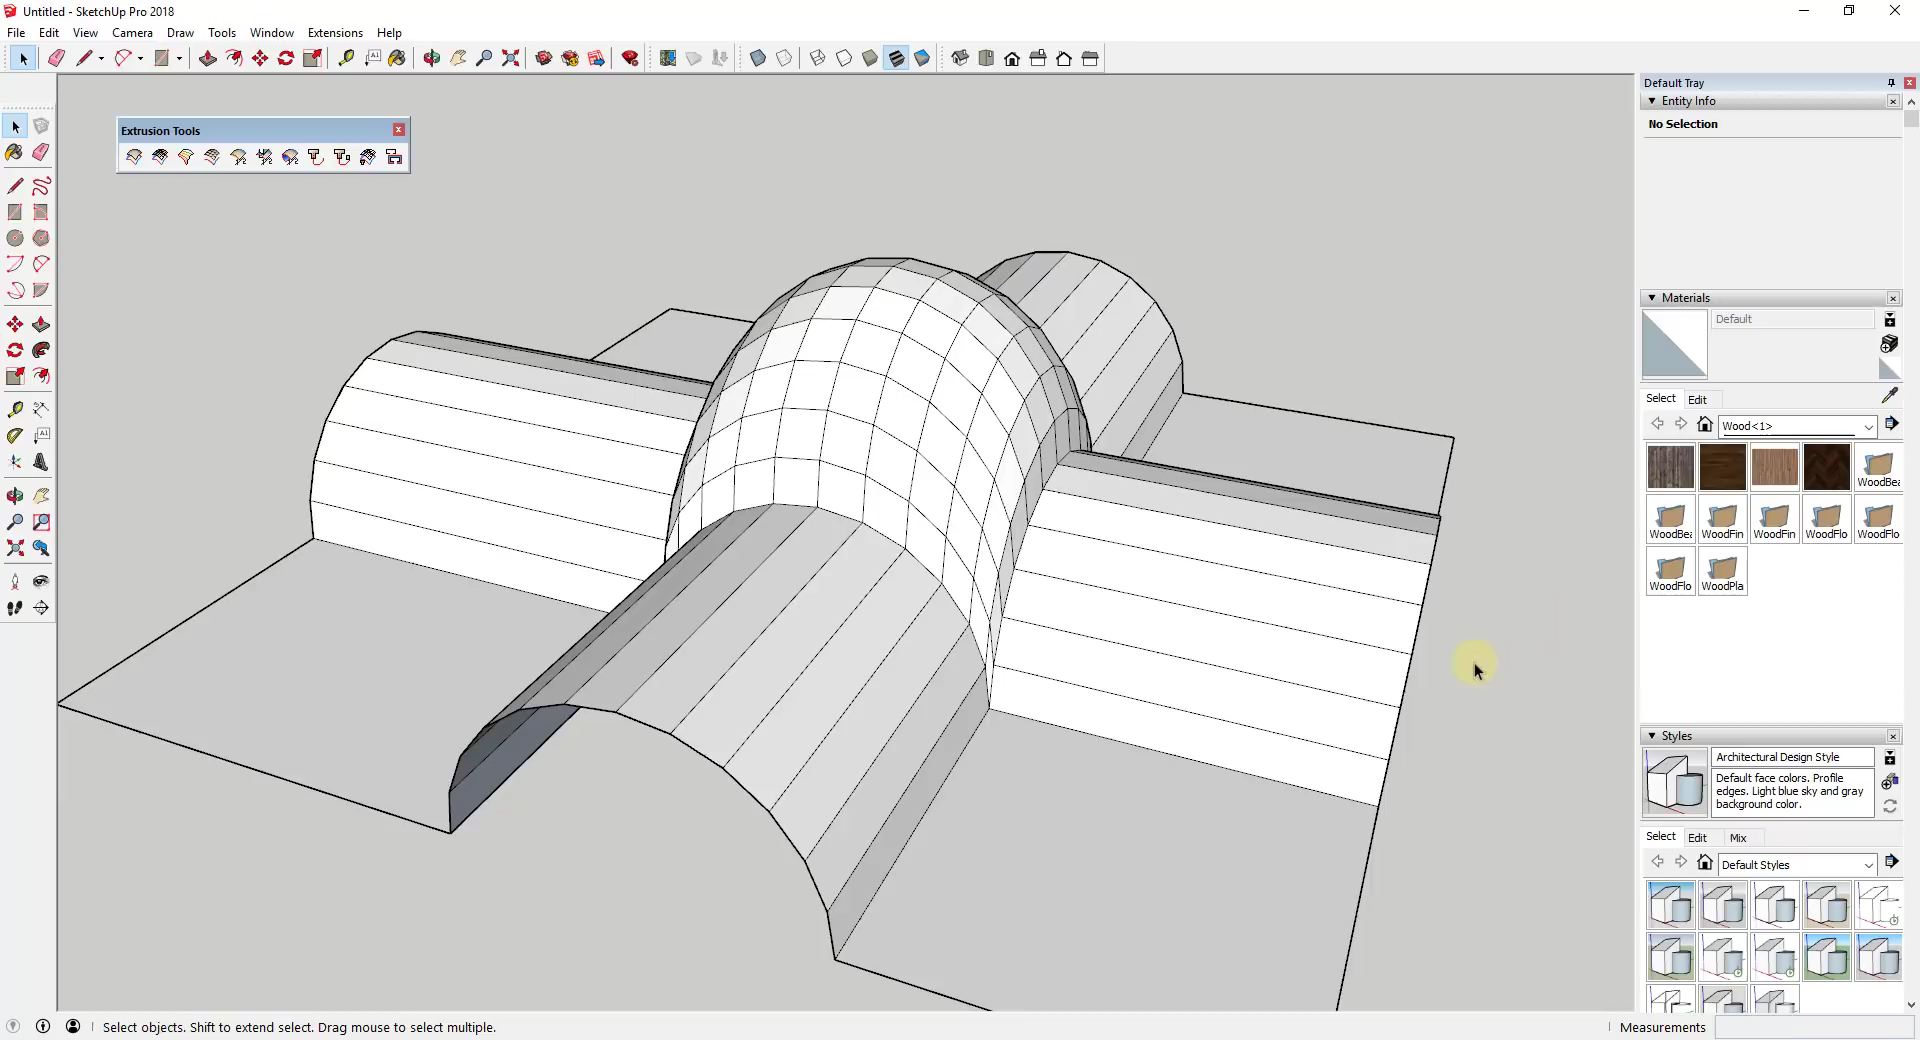 Untitled - SketchUp Pro 2018
File Edit View Camera Draw Tools Window Extensions Help
Default Tray
Entity Info
No Selection
Extrusion Tools
Materials
Default
Select Edit
Wood<1>
WoodBea
WoodBea WoodFin WoodFin WoodFlo WoodFlo
WoodFlo WoodPla
Styles
Architectural Design Style
Default face colors. Profile
edges. Light blue sky and gray
background color.
Select Edit Mix
Default Styles
Select objects. Shift to extend select. Drag mouse to select multiple.
Measurements